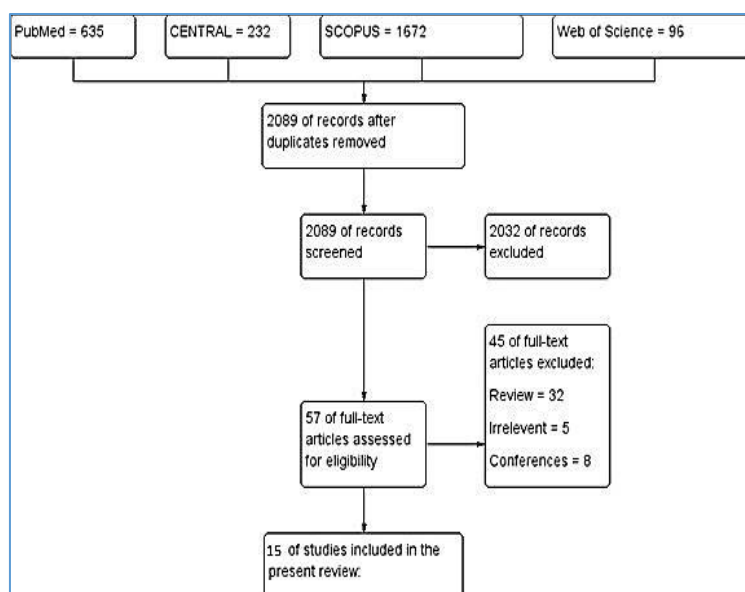 PubMed = 635
CENTRAL = 232
SCOPUS = 1672
Web of Science = 96
2089 of records after
duplicates removed
2089 of records
screened
2032 of records
excluded
45 of full-text
articles excluded:
Review = 32
Irrelevent = 5
Conferences = 8
57 of full-text
articles assessed
for eligibility
15 of studies included in the
present review: